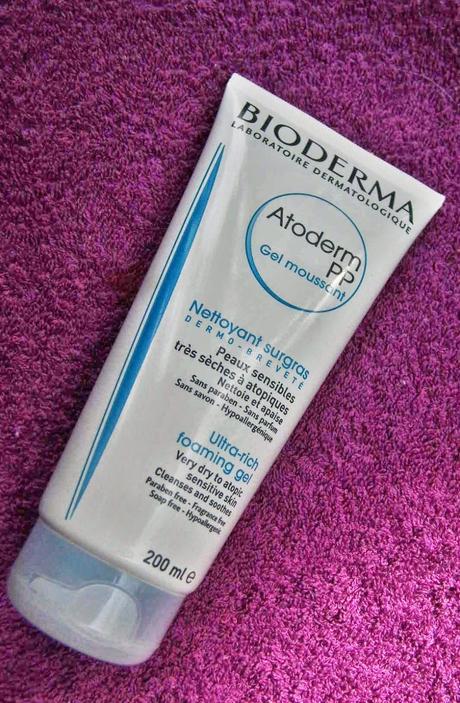 BIODERMA
LABORATOIRE DERMATOLOGIQUE
Atoderm
PP
Gel moussant
Nettoyant surgras
DERMO-BREVETÉ
Peaux sensibles
très sèches à atopiques
Nettoie et apaise
Sans paraben - Sans parfum
Sans savon - Hypoallergénique
Ultra-rich
foaming gel
Very dry to atopic
sensitive skin
Cleanses and soothes
Paraben free - Fragrance free
Soap free - Hypoallergenic
200 ml e